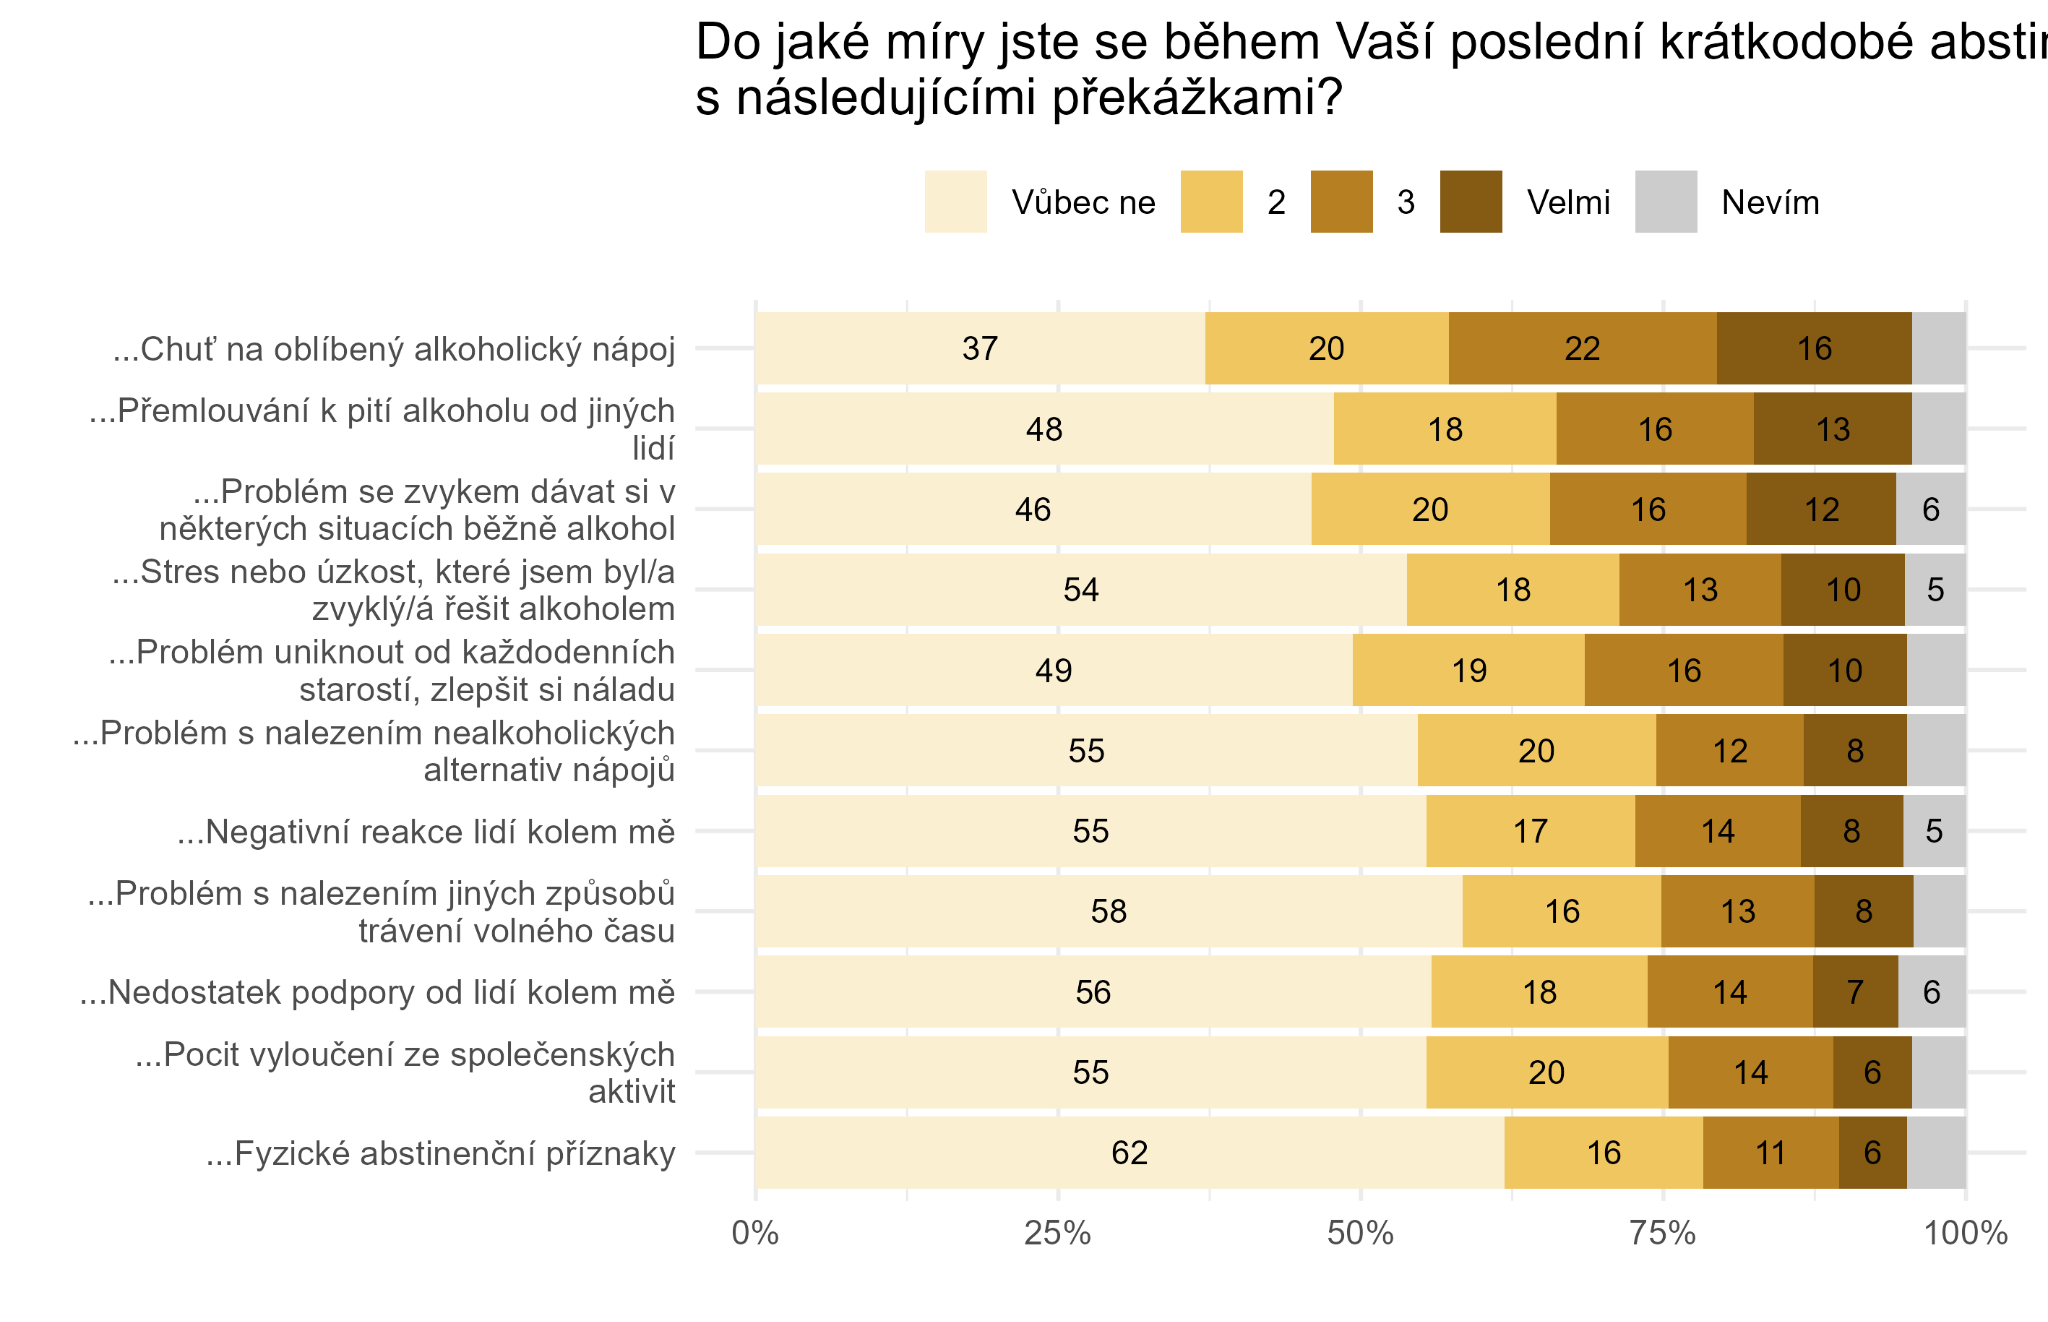 Do jaké míry jste se během Vaší poslední krátkodobé
s následujícími překážkami?
Vůbec ne 2 3 Velmi Nevím
...Chuť na oblíbený alkoholický nápoj
37 20 22 16
...Přemlouvání k pití alkoholu od jiných
lidí
48 18 16 13
...Problém se zvykem dávat si v
některých situacích běžně alkohol
46 20 16 12 6
...Stres nebo úzkost, které jsem byl/a
zvyklý/á řešit alkoholem
54 18 13 10 5
...Problém uniknout od každodenních
starostí, zlepšit si náladu
49 19 16 10
...Problém s nalezením nealkoholických
alternativ nápojů
55 20 12 8
...Negativní reakce lidí kolem mě
55 17 14 8 5
...Problém s nalezením jiných způsobů
trávení volného času
58 16 13 8
...Nedostatek podpory od lidí kolem mě
56 18 14 7 6
...Pocit vyloučení ze společenských
aktivit
55 20 14 6
...Fyzické abstinenční příznaky
62 16 11 6
0% 25% 50% 75% 100%